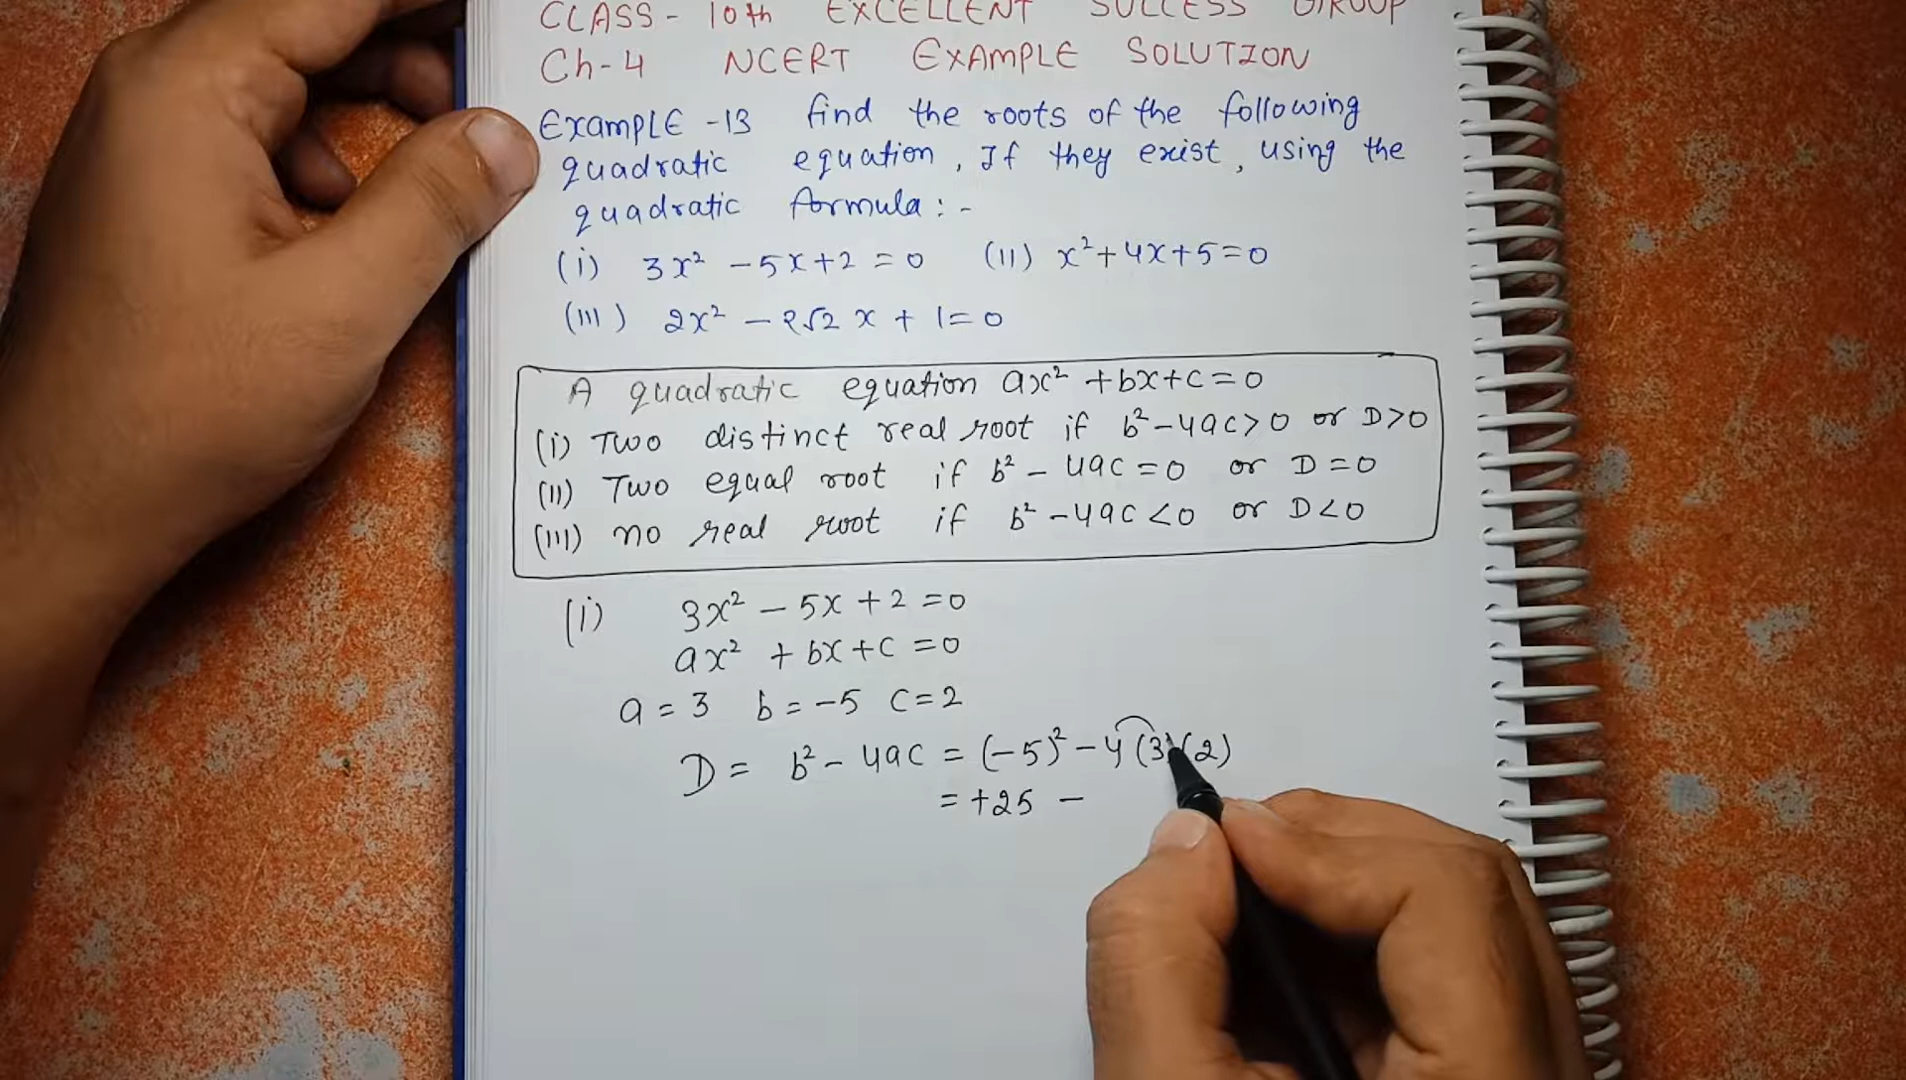 CLASS - 10th EXCELLENT SUCCESS GROUP
Ch-4 NCERT EXAMPLE SOLUTION
ExAmpLE -13 find the roots of the following
quadratic equation, If they exist, using the
quadratic formula : -
(i) 3x² - 5x + 2 = 0 (II) x² + 4x + 5 = 0
(III) 2x² - 2√2 x + 1 = 0
A quadratic equation ax² + bx + c = 0
(i) Two distinct real root if b² - 4ac > 0 or D > 0
(II) Two equal root if b² - 4ac = 0 or D = 0
(III) no real root if b² - 4ac < 0 or D < 0
(i) 3x² - 5x + 2 = 0
ax² + bx + c = 0
a = 3 b = -5 c = 2
D = b² - 4ac = (-5)² - 4(3)(2)
= +25 -